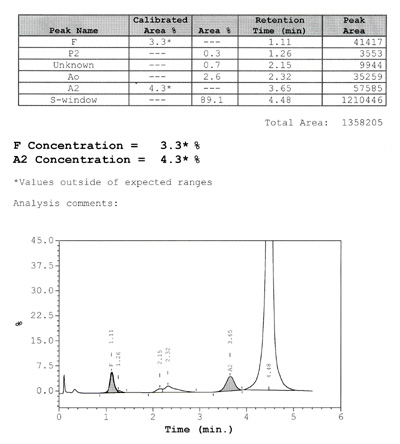 Calibrated Retention Peak
Peak Name Area % Area % Time (min) Area
F 3.3* --- 1.11 41417
P2 --- 0.3 1.26 3553
Unknown --- 0.7 2.15 9944
Ao --- 2.6 2.32 35259
A2 4.3* --- 3.65 57585
S-window --- 89.1 4.48 1210446
Total Area: 1358205
F Concentration = 3.3* %
A2 Concentration = 4.3* %
*Values outside of expected ranges
Analysis comments:
45.0
37.5
30.0
22.5
15.0
7.5
0.0
%
F - 1.11
1.26
2.15
2.32
A2 - 3.65
4.48
0 1 2 3 4 5 6
Time (min.)